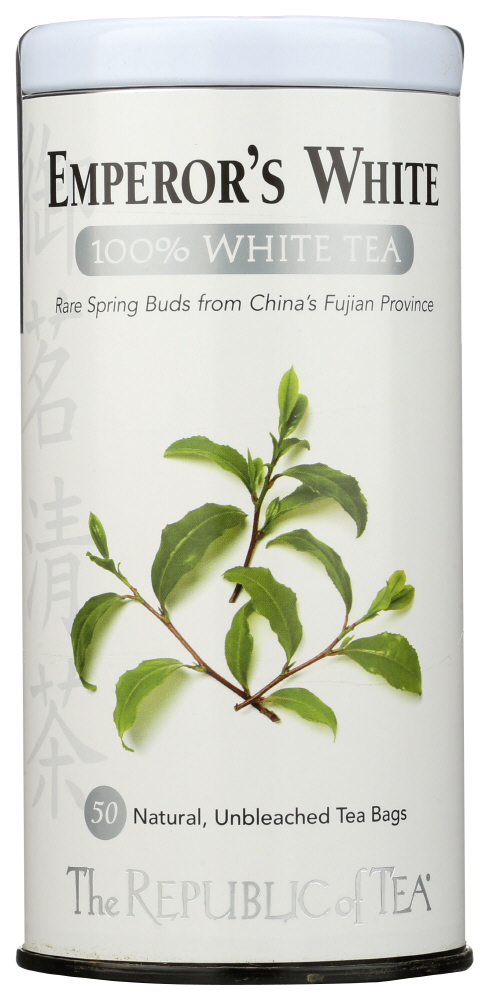 EMPEROR'S WHITE
100% WHITE TEA
Rare Spring Buds from China's Fujian Province
御
茗
清
茶
50 Natural, Unbleached Tea Bags
The REPUBLIC of TEA